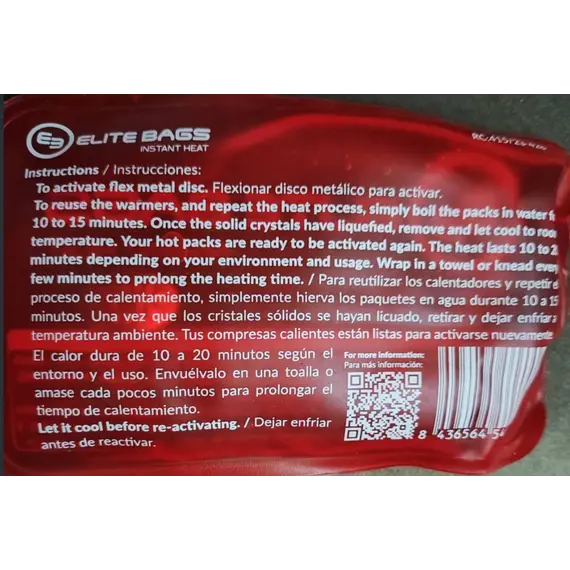 EB ELITE BAGS
INSTANT HEAT
Instructions / Instrucciones:
To activate flex metal disc. Flexionar disco metálico para activar.
To reuse the warmers, and repeat the heat process, simply boil the packs in water
10 to 15 minutes. Once the solid crystals have liquefied, remove and let cool to
temperature. Your hot packs are ready to be activated again. The heat lasts 10 to
minutes depending on your environment and usage. Wrap in a towel or knead every
few minutes to prolong the heating time. / Para reutilizar los calentadores y repetir
proceso de calentamiento, simplemente hierva los paquetes en agua durante 10 a 15
minutos. Una vez que los cristales sólidos se hayan licuado, retirar y dejar enfriar
temperatura ambiente. Tus compresas calientes están listas para activarse nuevamente
El calor dura de 10 a 20 minutos según el
entorno y el uso. Envuélvalo en una toalla o
amase cada pocos minutos para prolongar el
tiempo de calentamiento.
Let it cool before re-activating. / Dejar enfriar
antes de reactivar.
For more information:
Para más información:
8 436564 54